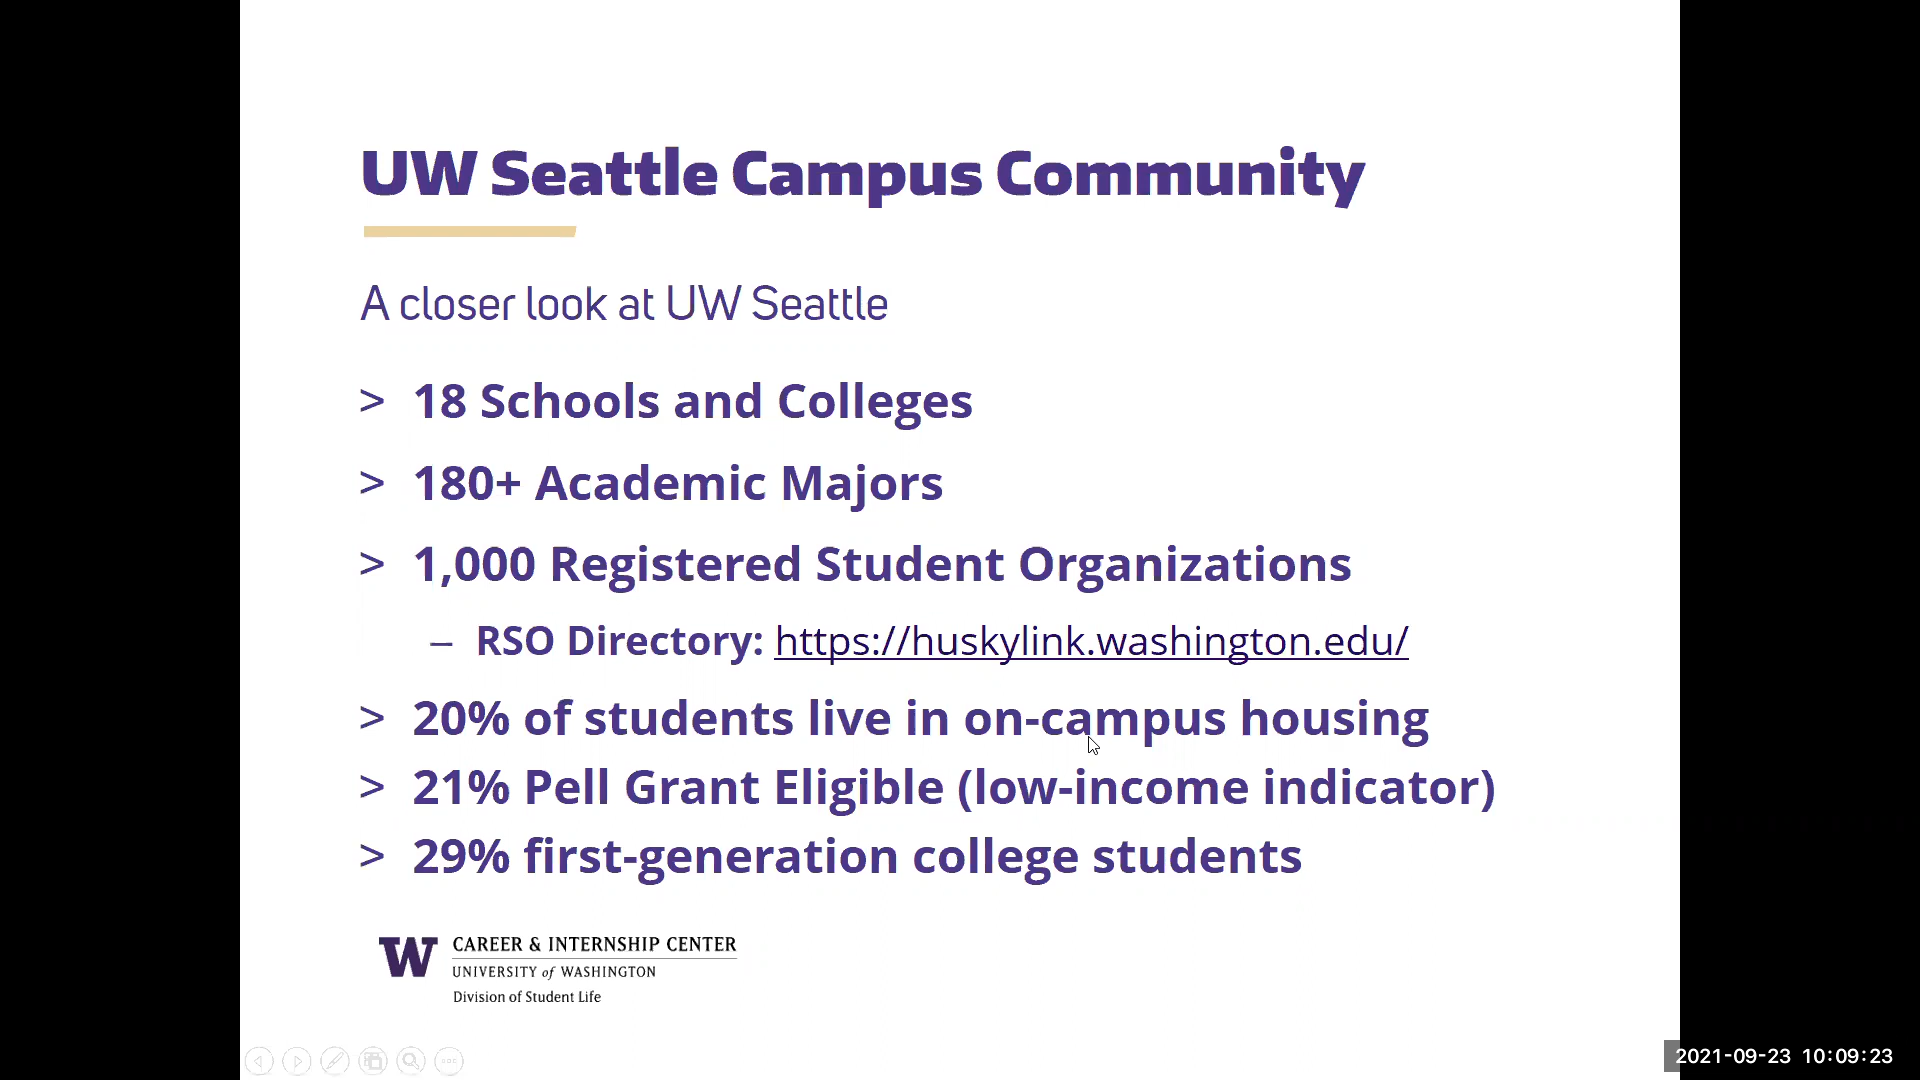 UW Seattle Campus Community
A closer look at UW Seattle
> 18 Schools and Colleges
> 180+ Academic Majors
> 1,000 Registered Student Organizations
– RSO Directory: https://huskylink.washington.edu/
> 20% of students live in on-campus housing
> 21% Pell Grant Eligible (low-income indicator)
> 29% first-generation college students
W CAREER & INTERNSHIP CENTER
UNIVERSITY of WASHINGTON
Division of Student Life
2021-09-23 10:09:23